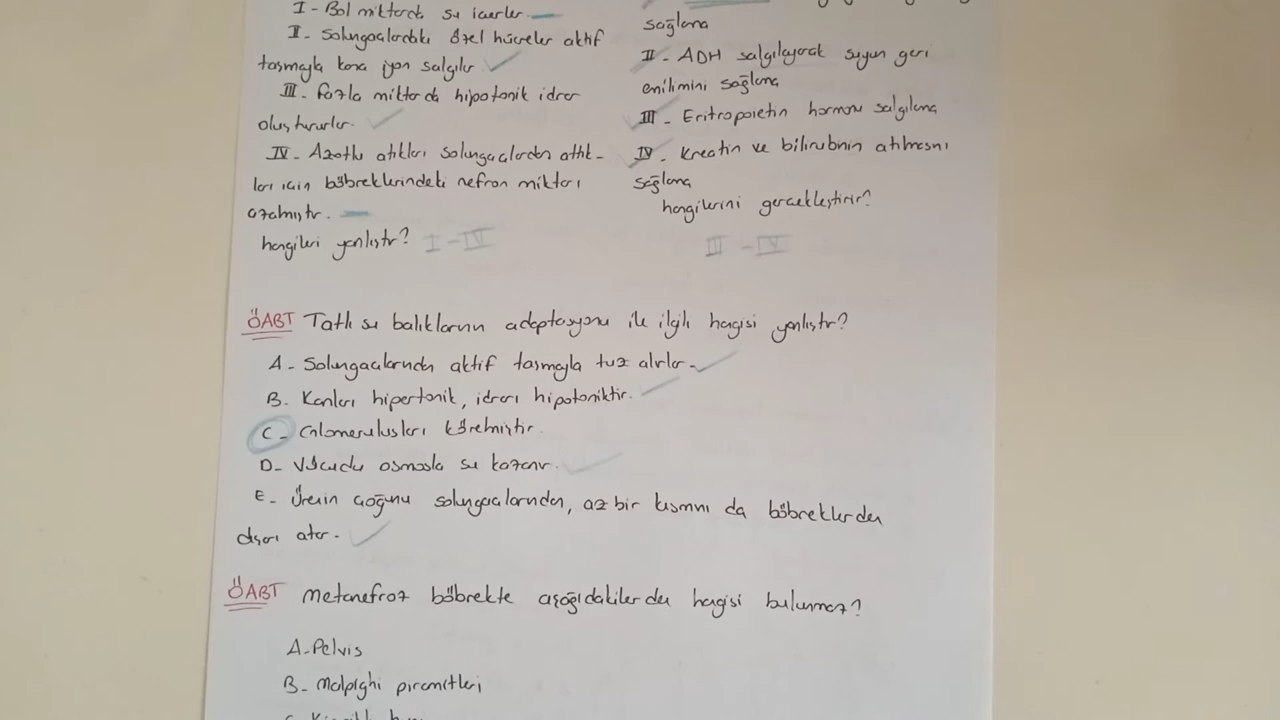 I - Bol miktarda su içerler.
II - Solungaçlardaki özel hücreler aktif
taşımayla kana iyon salgılar
III - Fazla miktarda hipotonik idrar
oluştururlar.
IV - Azotlu atıkları solungaçlardan attık-
ları için böbreklerindeki nefron miktarı
azalmıştır.
hangileri yanlıştır? I - IV
sağlama
II - ADH salgılayarak suyun geri
emilimini sağlama
III - Eritropoietin hormonu salgılama
IV - Kreatin ve bilirubinin atılmasını
sağlama
hangilerini gerçekleştirir?
III - IV
ÖABT Tatlı su balıklarının adaptasyonu ile ilgili hangisi yanlıştır?
A - Solungaçlarından aktif taşımayla tuz alırlar.
B - Kanları hipertonik, idrarı hipotoniktir.
C - Glomerulusları körelmiştir.
D - Vücudu osmosla su kazanır.
E - Ürenin çoğunu solungaçlarından, az bir kısmını da böbreklerden
dışarı atar.
ÖABT metanefroz böbrekte aşağıdakilerden hangisi bulunmaz?
A - Pelvis
B - Malpighi piramitleri